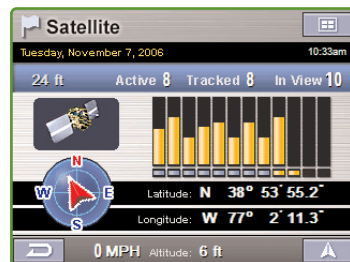 Satellite
Tuesday, November 7, 2006 10:33am
24 ft Active 8 Tracked 8 In View 10
N
W E
S
Latitude: N 38° 53' 55.2"
Longitude: W 77° 2' 11.3"
0 MPH Altitude: 6 ft